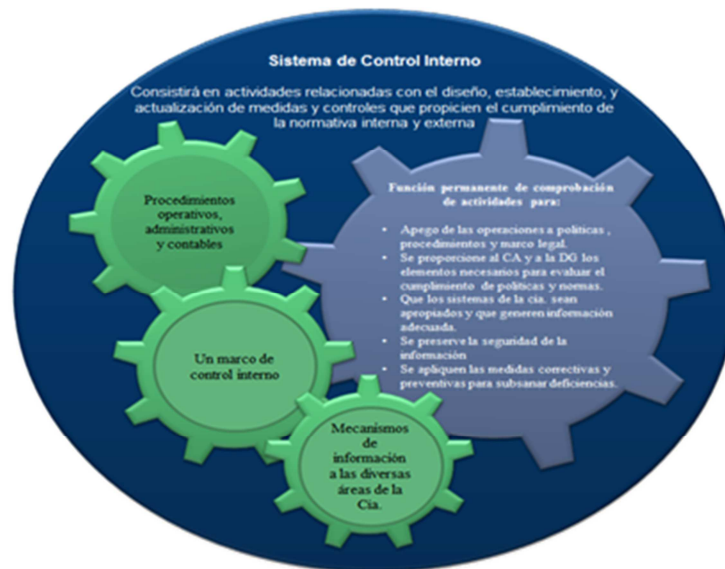 Sistema de Control Interno
Consistirá en actividades relacionadas con el diseño, establecimiento, y
actualización de medidas y controles que propicien el cumplimiento de
la normativa interna y externa
Procedimientos
operativos,
administrativos
y contables
Un marco de
control interno
Mecanismos
de
información
a las diversas
áreas de la
Cia.
Función permanente de comprobación
de actividades para:
• Apego de las operaciones a políticas ,
procedimientos y marco legal.
• Se proporcione al CA y a la DG los
elementos necesarios para evaluar el
cumplimiento de políticas y normas.
• Que los sistemas de la cía. sean
apropiados y que generen información
adecuada.
• Se preserve la seguridad de la
información
• Se apliquen las medidas correctivas y
preventivas para subsanar deficiencias.